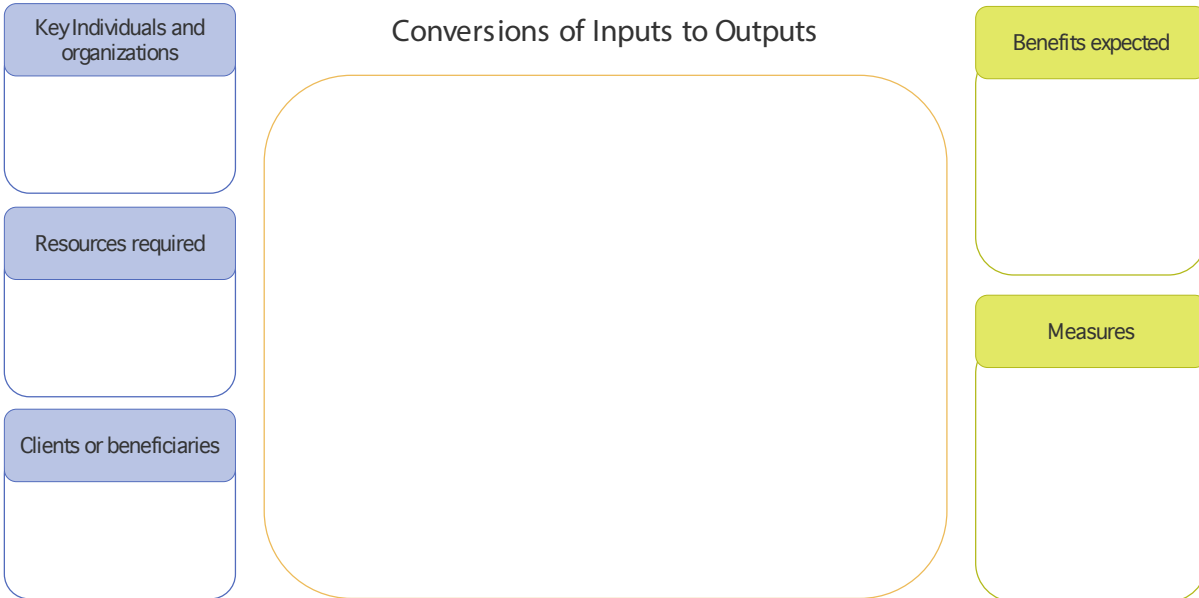 Key Individuals and
organizations
Conversions of Inputs to Outputs
Benefits expected
Resources required
Measures
Clients or beneficiaries